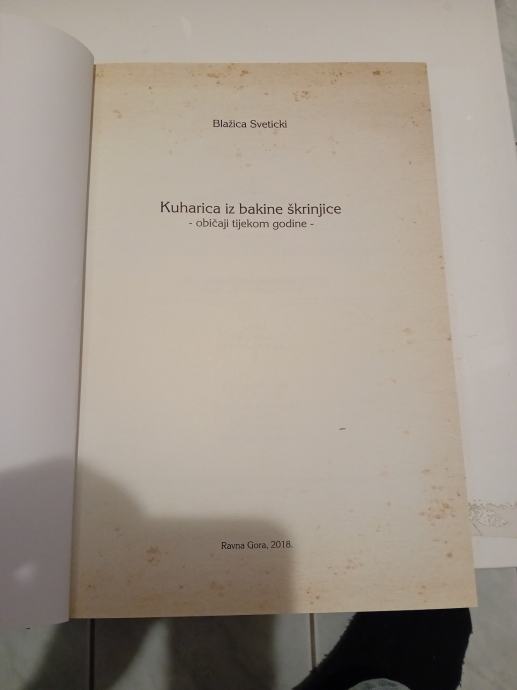 Blažica Sveticki
Kuharica iz bakine škrinjice
- običaji tijekom godine -
Ravna Gora, 2018.